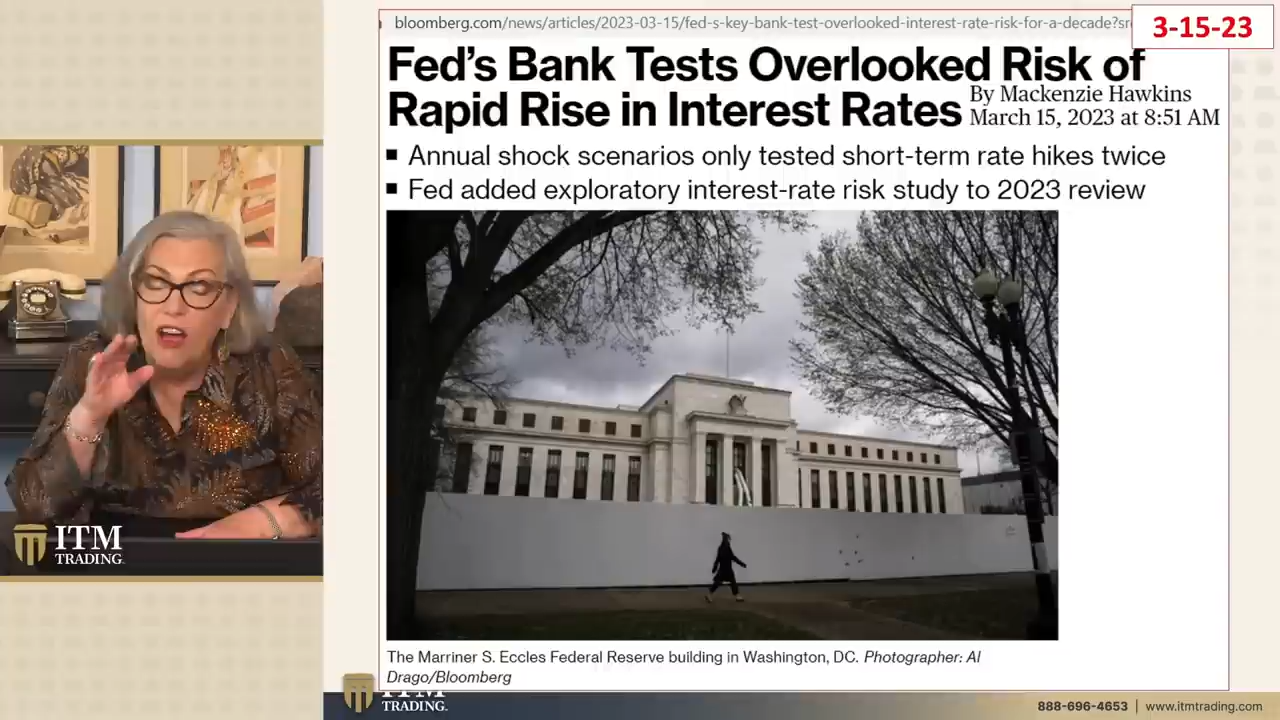 bloomberg.com/news/articles/2023-03-15/fed-s-key-bank-test-overlooked-interest-rate-risk-for-a-decade?
3-15-23
Fed's Bank Tests Overlooked Risk of
Rapid Rise in Interest Rates
By Mackenzie Hawkins
March 15, 2023 at 8:51 AM
■ Annual shock scenarios only tested short-term rate hikes twice
■ Fed added exploratory interest-rate risk study to 2023 review
ITM
TRADING
The Marriner S. Eccles Federal Reserve building in Washington, DC. Photographer: Al
Drago/Bloomberg
ITM
TRADING.
888-696-4653 | www.itmtrading.com